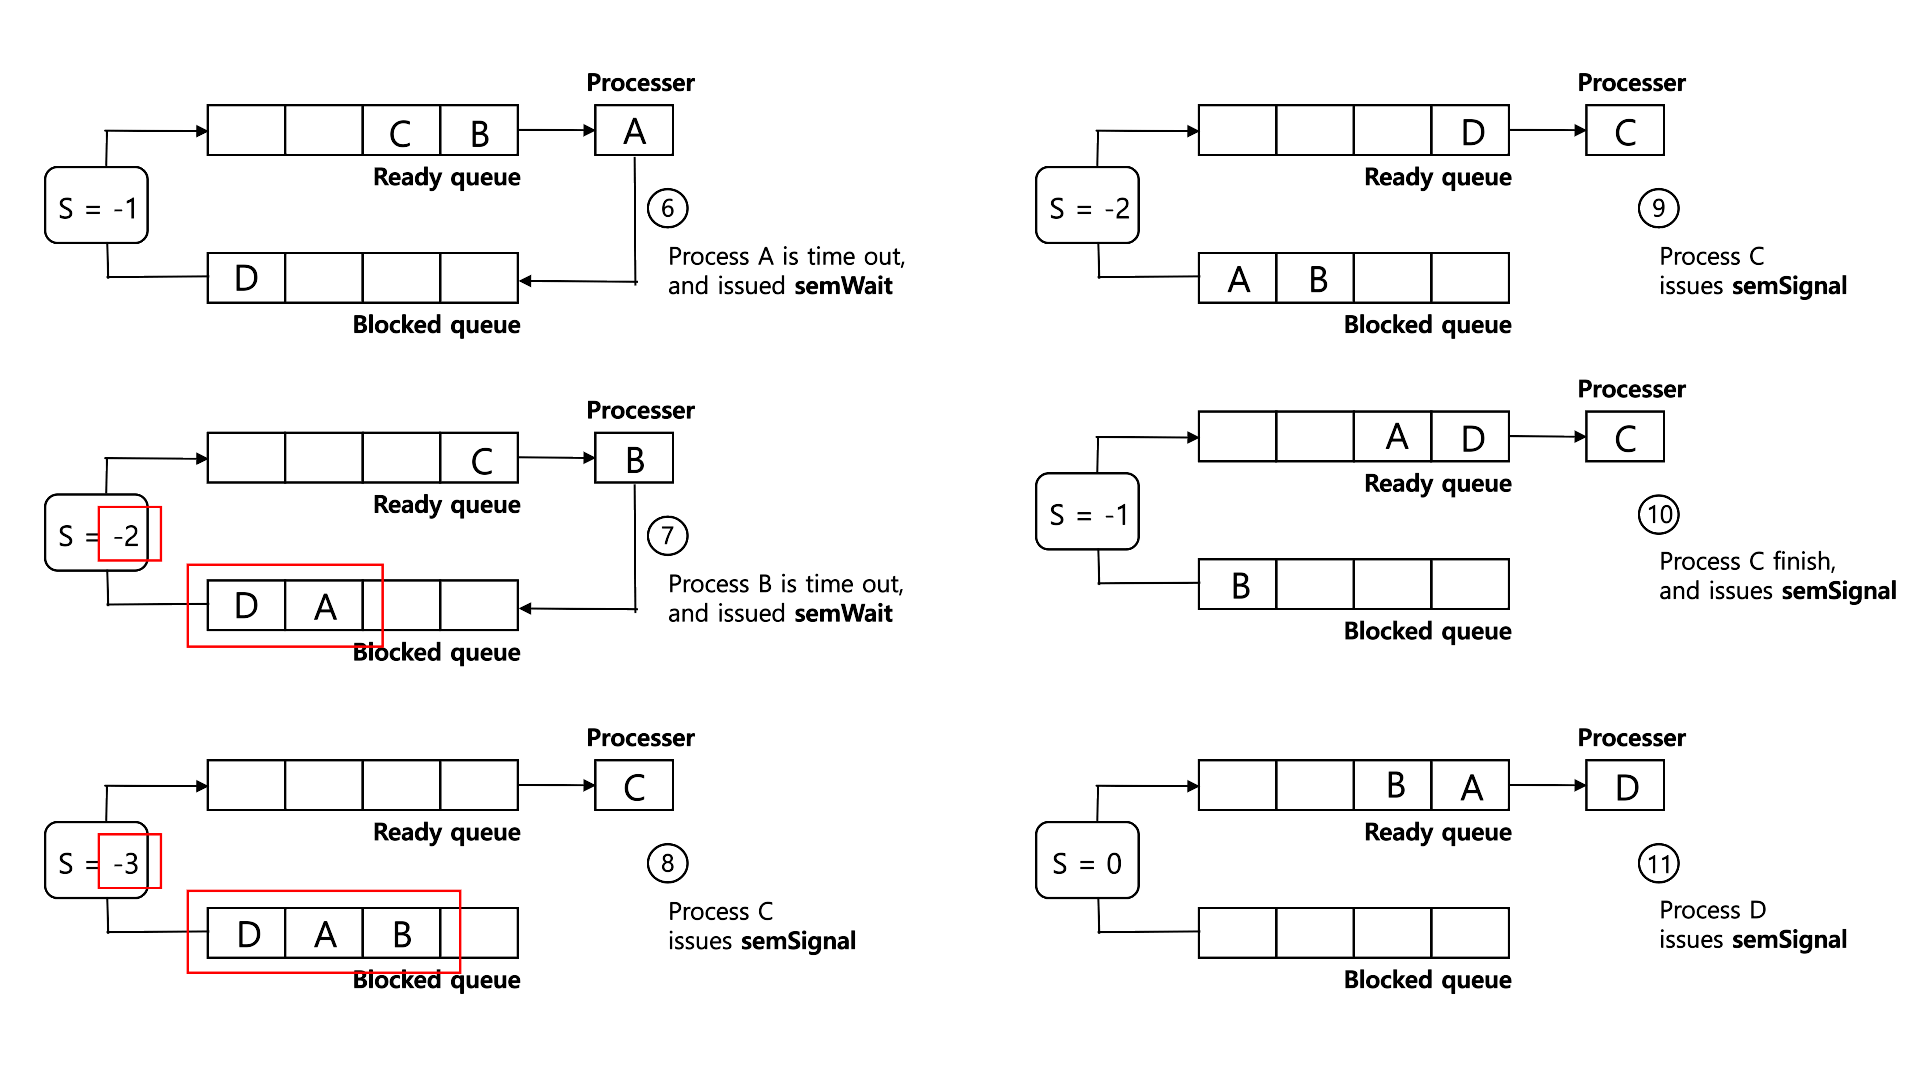 Processer
C B A
Ready queue
S = -1
6
Process A is time out,
and issued semWait
D
Blocked queue
Processer
C B
Ready queue
S = -2
7
Process B is time out,
and issued semWait
D A
Blocked queue
Processer
C
Ready queue
S = -3
8
Process C
issues semSignal
D A B
Blocked queue
Processer
D C
Ready queue
S = -2
9
Process C
issues semSignal
A B
Blocked queue
Processer
A D C
Ready queue
S = -1
10
Process C finish,
and issues semSignal
B
Blocked queue
Processer
B A D
Ready queue
S = 0
11
Process D
issues semSignal
Blocked queue